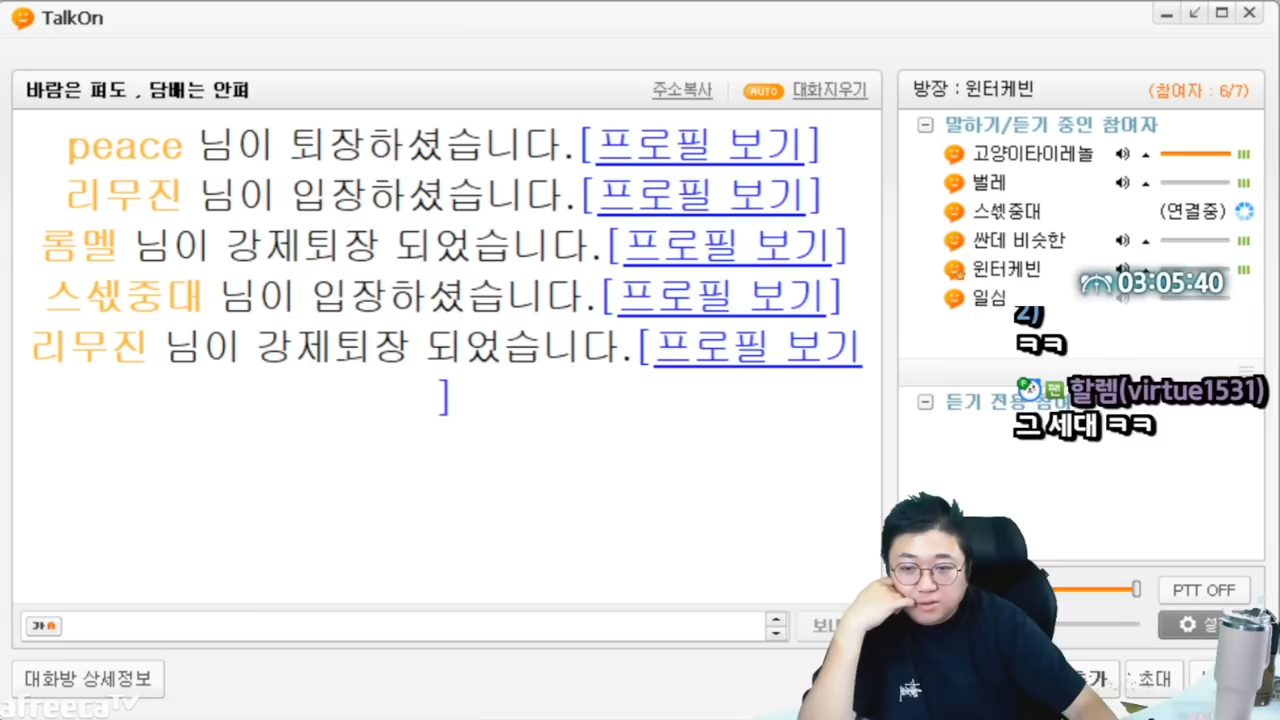 TalkOn
바람은 펴도 , 담배는 안펴
주소복사
AUTO
대화지우기
peace 님이 퇴장하셨습니다.[프로필 보기]
리무진 님이 입장하셨습니다.[프로필 보기]
롬멜 님이 강제퇴장 되었습니다.[프로필 보기]
스셌중대 님이 입장하셨습니다.[프로필 보기]
리무진 님이 강제퇴장 되었습니다.[프로필 보기
]
방장 : 윈터케빈
(참여자 : 6/7)
말하기/듣기 중인 참여자
고양이타이레놀
벌레
스셌중대
(연결중)
싼데 비슷한
윈터케빈
03:05:40
일심
2)
ㅋㅋ
팬 할렘(virtue1531)
듣기 전용
그 세대 ㅋㅋ
PTT OFF
가
대화방 상세정보
초대
afreecaTV